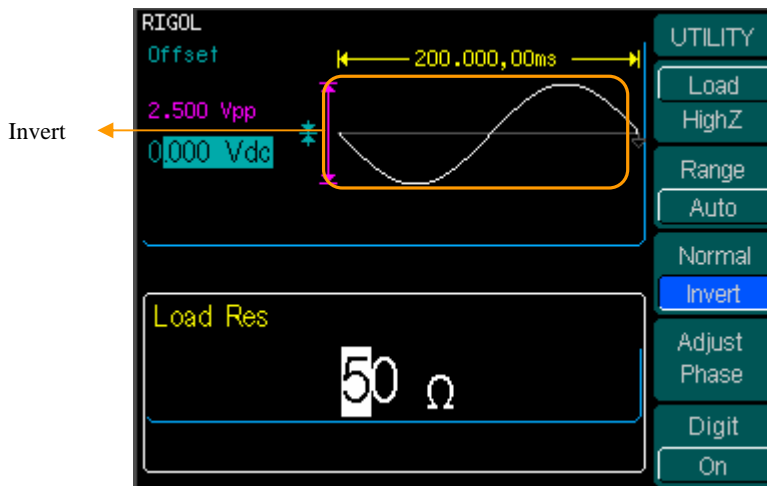 RIGOL
Offset
200.000,00ms
2.500 Vpp
0.000 Vdc
Invert
Load Res
50 Ω
UTILITY
Load
HighZ
Range
Auto
Normal
Invert
Adjust
Phase
Digit
On